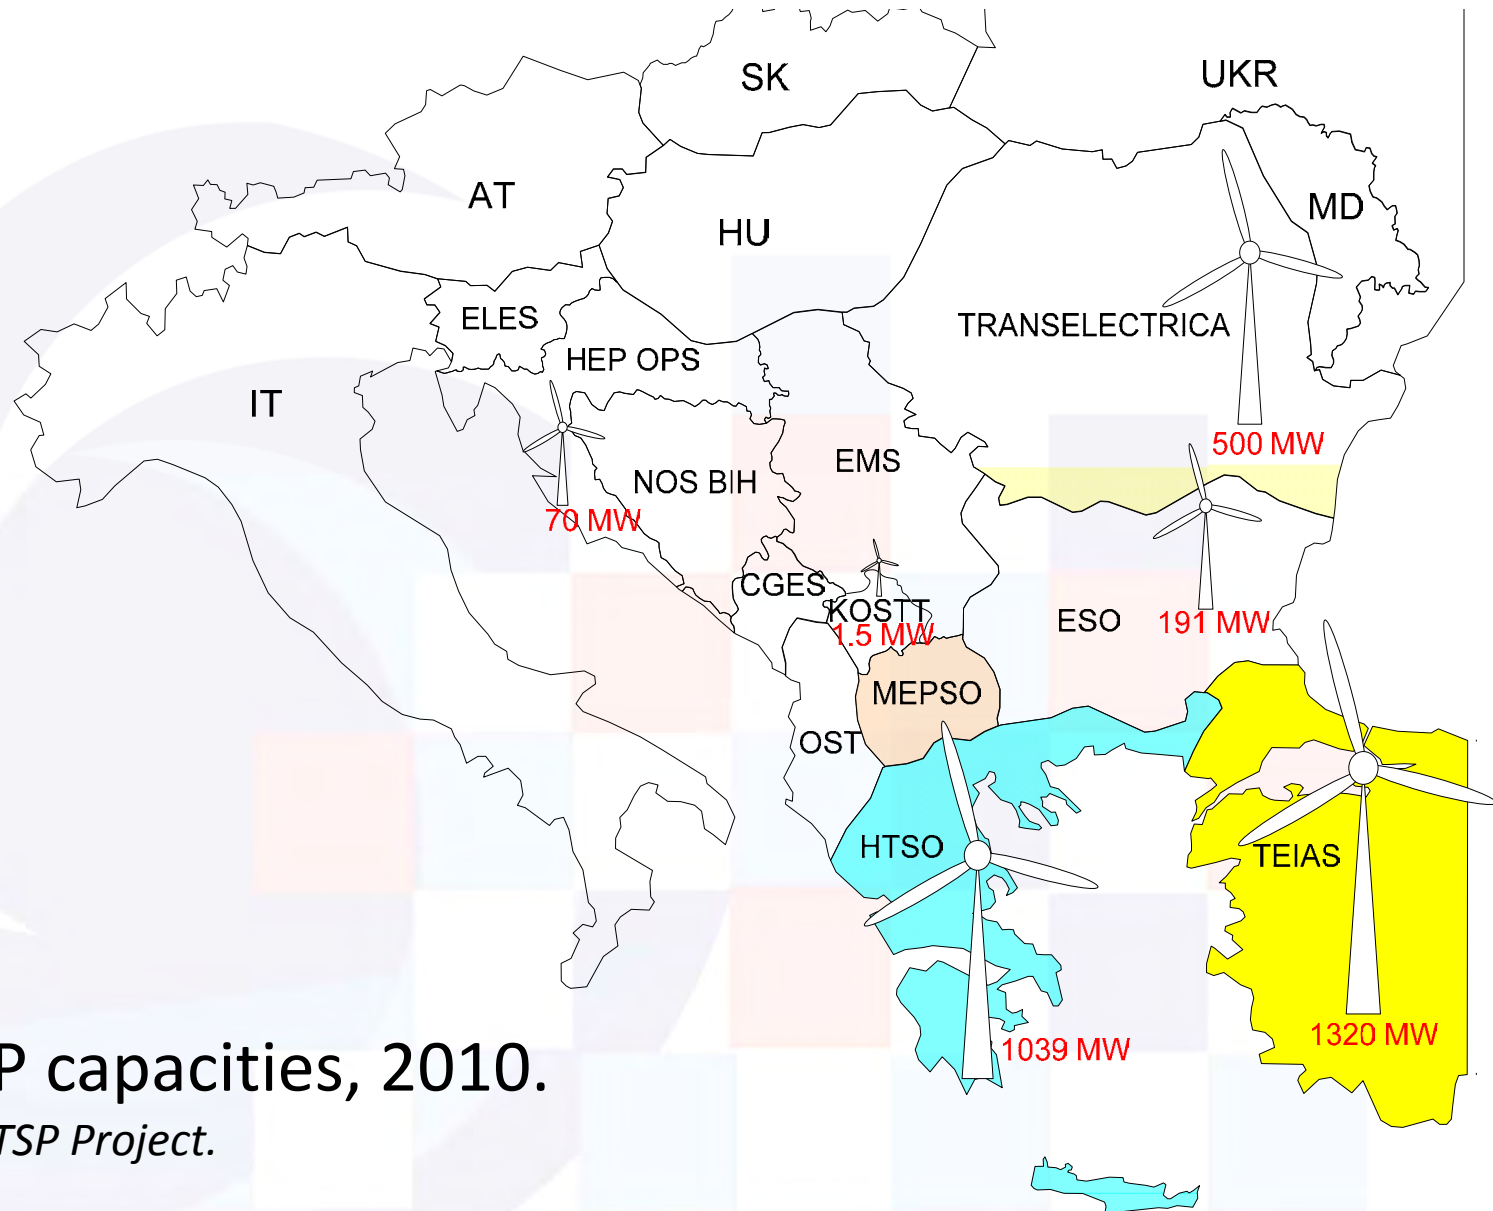 SK
UKR
AT
MD
HU
ELES
TRANSELECTRICA
HEP OPS
IT
500 MW
EMS
NOS BIH
70 MW
CGES
KOSTT
1.5 MW
ESO
191 MW
MEPSO
OST
HTSO
TEIAS
1320 MW
1039 MW
P capacities, 2010.
TSP Project.